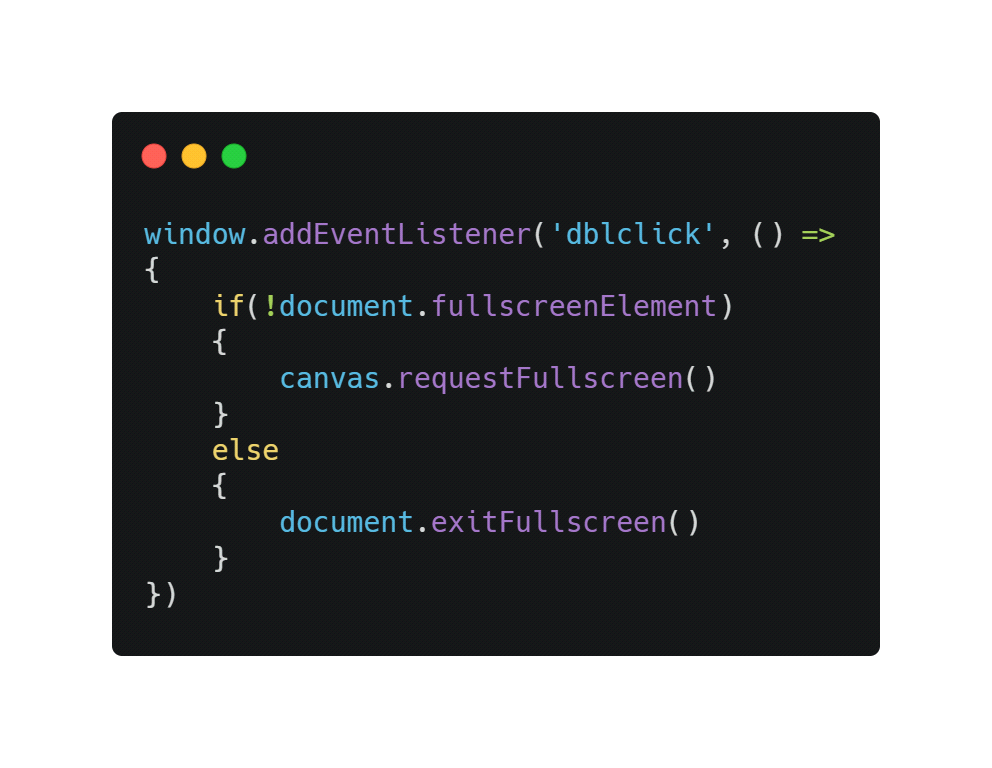 window.addEventListener('dblclick', () =>
{
    if(!document.fullscreenElement)
    {
        canvas.requestFullscreen()
    }
    else
    {
        document.exitFullscreen()
    }
})